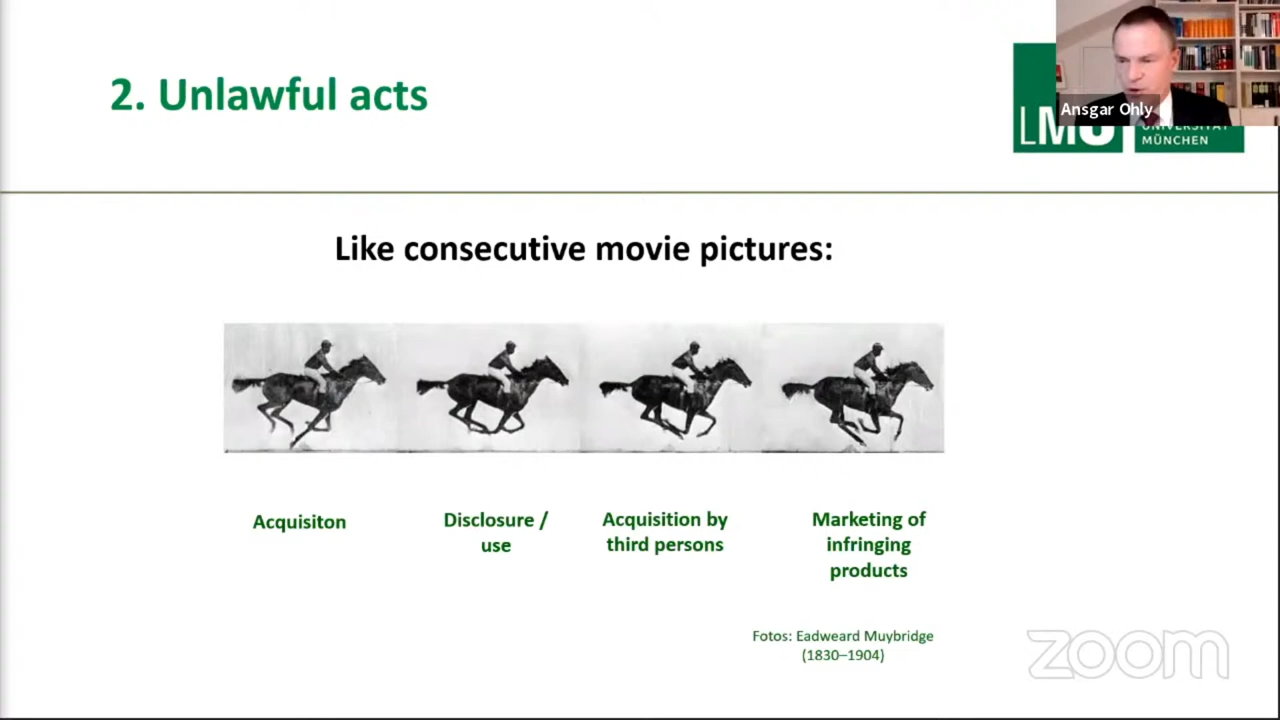 2. Unlawful acts
Ansgar Ohly
LMU
UNIVERSITÄT
MÜNCHEN
Like consecutive movie pictures:
Acquisiton
Disclosure /
use
Acquisition by
third persons
Marketing of
infringing
products
Fotos: Eadweard Muybridge
(1830–1904)
zoom